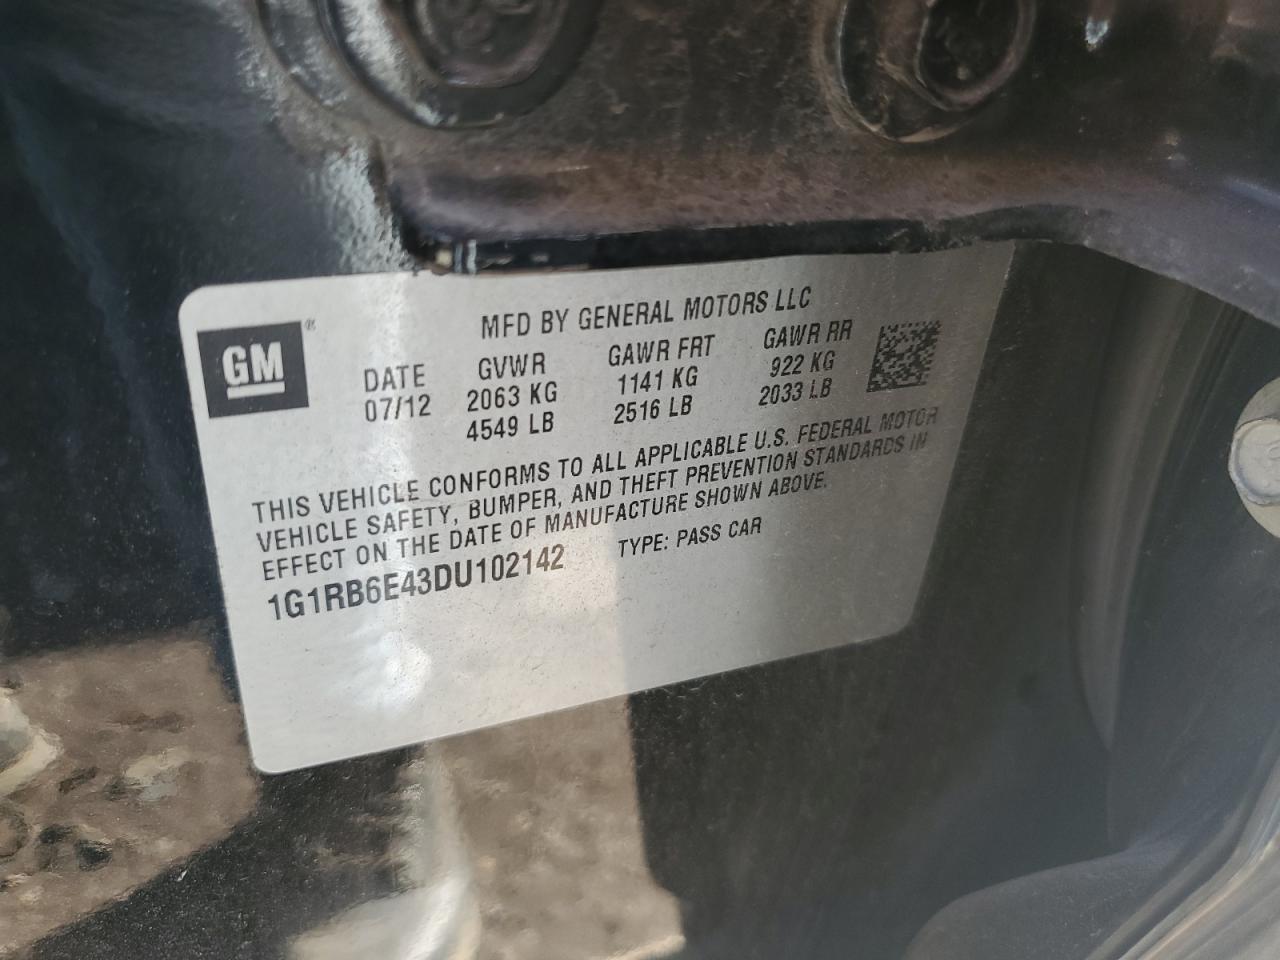 GM®
MFD BY GENERAL MOTORS LLC
DATE GVWR GAWR FRT GAWR RR
07/12 2063 KG 1141 KG 922 KG
4549 LB 2516 LB 2033 LB
THIS VEHICLE CONFORMS TO ALL APPLICABLE U.S. FEDERAL MOTOR
VEHICLE SAFETY, BUMPER, AND THEFT PREVENTION STANDARDS IN
EFFECT ON THE DATE OF MANUFACTURE SHOWN ABOVE.
1G1RB6E43DU102142 TYPE: PASS CAR